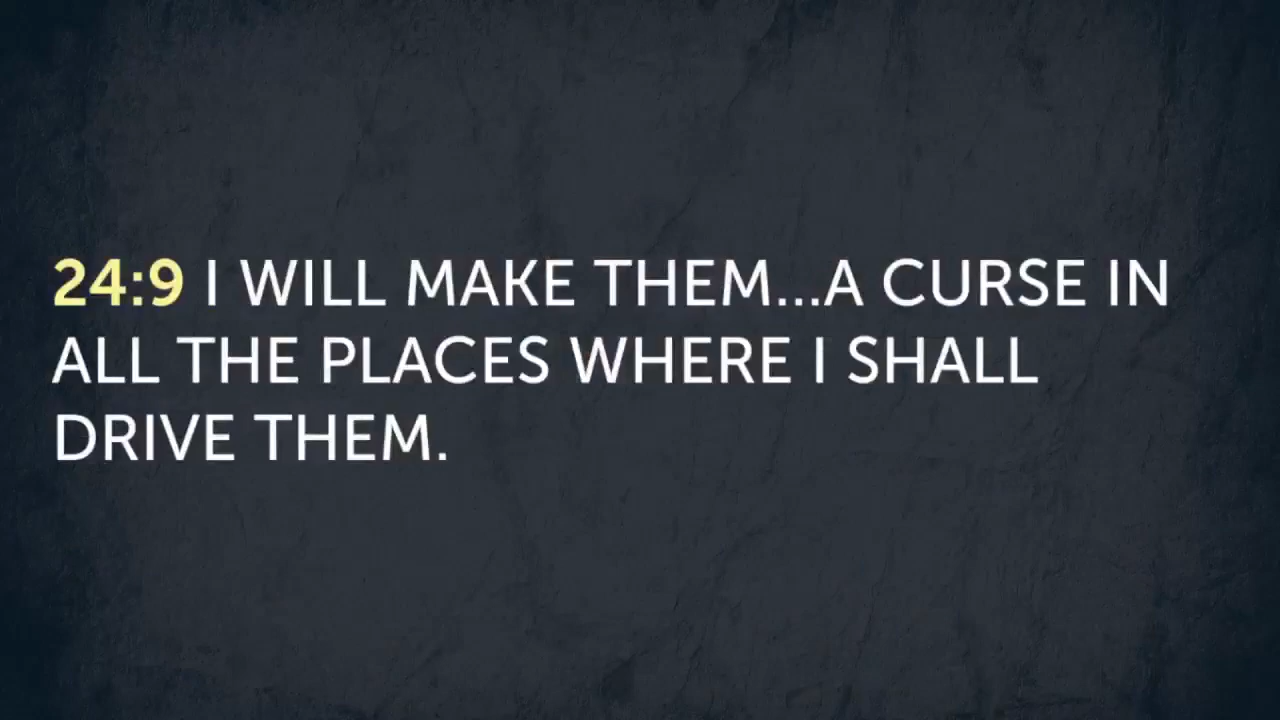 24:9 I WILL MAKE THEM...A CURSE IN
ALL THE PLACES WHERE I SHALL
DRIVE THEM.